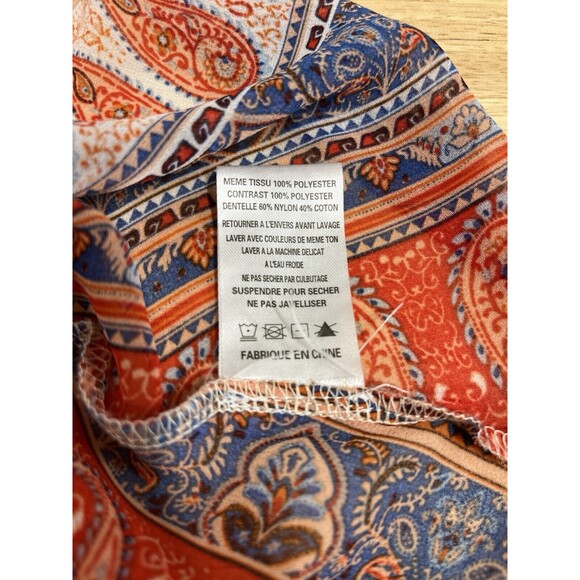 MEME TISSU 100% POLYESTER
CONTRAST 100% POLYESTER
DENTELLE 60% NYLON 40% COTON
RETOURNER A L'ENVERS AVANT LAVAGE
LAVER AVEC COULEURS DE MEME TON
LAVER A LA MACHINE DELICAT
A L'EAU FROIDE
NE PAS SECHER PAR CULBUTAGE
SUSPENDRE POUR SECHER
NE PAS JAVELLISER
FABRIQUE EN CHINE